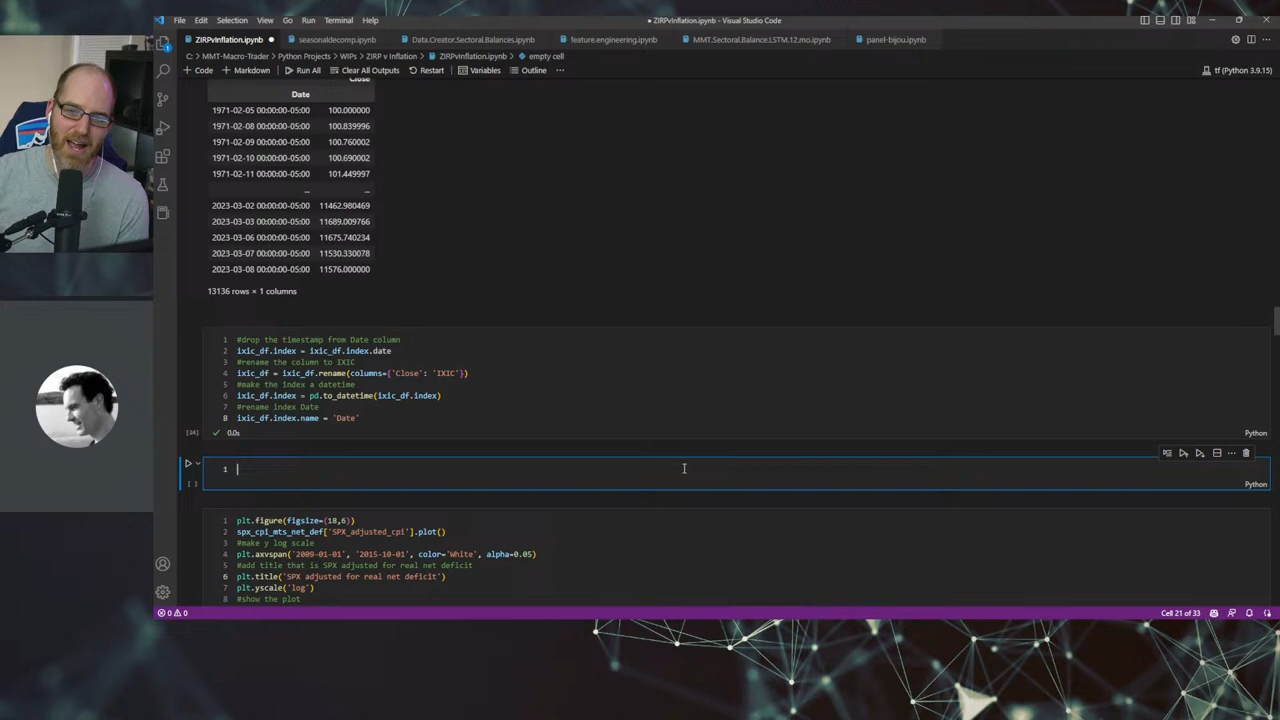 File Edit Selection View Go Run Terminal Help
● ZIRPvInflation.ipynb - Visual Studio Code
ZIRPvInflation.ipynb ● seasonaldecomp.ipynb Data.Creator.Sectoral.Balances.ipynb feature.engineering.ipynb MMT.Sectoral.Balance.LSTM.12.mo.ipynb panel-bijou.ipynb
C: > MMT-Macro-Trader > Python Projects > WIPs > ZIRP v Inflation > ZIRPvInflation.ipynb > empty cell
+ Code + Markdown Run All Clear All Outputs Restart Variables Outline ... tf (Python 3.9.15)
Close
Date
1971-02-05 00:00:00-05:00 100.000000
1971-02-08 00:00:00-05:00 100.839996
1971-02-09 00:00:00-05:00 100.760002
1971-02-10 00:00:00-05:00 100.690002
1971-02-11 00:00:00-05:00 101.449997
... ...
2023-03-02 00:00:00-05:00 11462.980469
2023-03-03 00:00:00-05:00 11689.009766
2023-03-06 00:00:00-05:00 11675.740234
2023-03-07 00:00:00-05:00 11530.330078
2023-03-08 00:00:00-05:00 11576.000000
13136 rows × 1 columns
1 #drop the timestamp from Date column
2 ixic_df.index = ixic_df.index.date
3 #rename the column to IXIC
4 ixic_df = ixic_df.rename(columns={'Close': 'IXIC'})
5 #make the index a datetime
6 ixic_df.index = pd.to_datetime(ixic_df.index)
7 #rename index Date
8 ixic_df.index.name = 'Date'
[34] ✓ 0.0s Python
1
[ ] Python
1 plt.figure(figsize=(18,6))
2 spx_cpi_mts_net_def['SPX_adjusted_cpi'].plot()
3 #make y log scale
4 plt.axvspan('2009-01-01', '2015-10-01', color='White', alpha=0.05)
5 #add title that is SPX adjusted for real net deficit
6 plt.title('SPX adjusted for real net deficit')
7 plt.yscale('log')
8 #show the plot
0 0 Cell 21 of 33